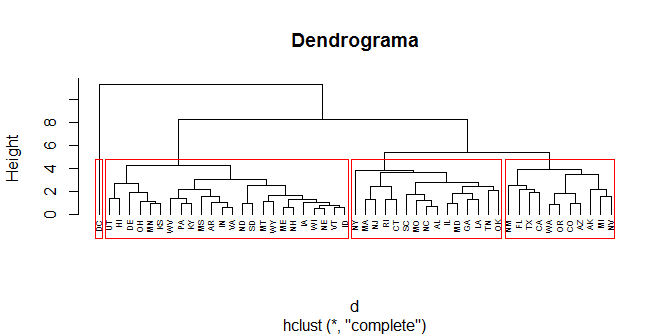 Dendrograma
Height
8
6
4
2
0
DC UT HI DE OH MN KS WV PA KY MS AR IN VA ND SD MT WY ME NH IA WI NE VT ID NY MA NJ RI CT SC MO NC AL IL MD GA LA TN OK NM FL TX CA WA OR CO AZ AK MI NV
d
hclust (*, "complete")